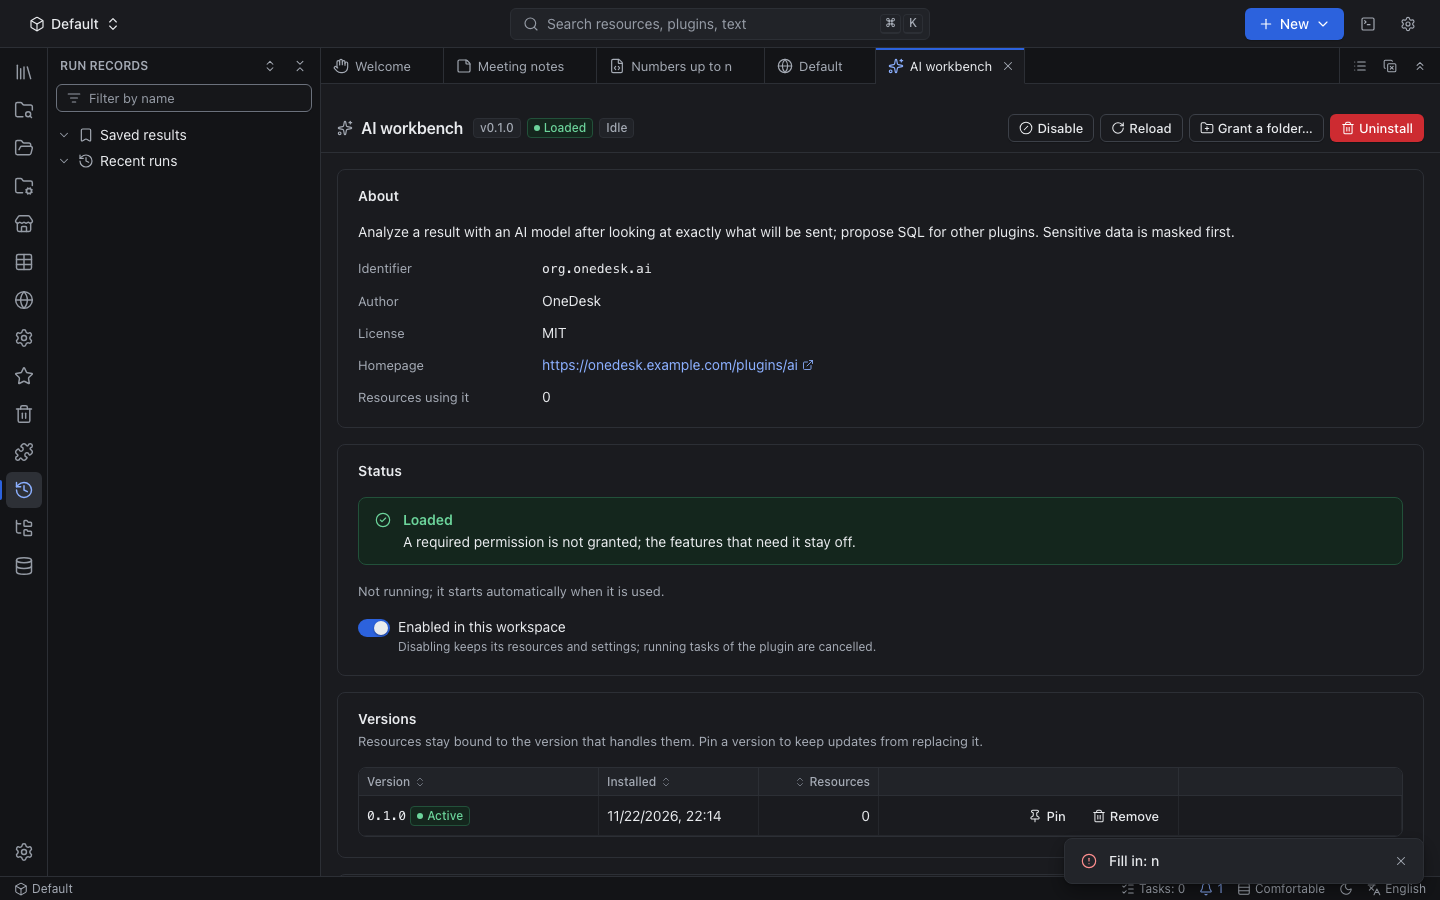 Default
Search resources, plugins, text
⌘ K
New
RUN RECORDS
Welcome
Meeting notes
Numbers up to n
Default
AI workbench
Filter by name
Saved results
Recent runs
AI workbench
v0.1.0
Loaded
Idle
Disable
Reload
Grant a folder...
Uninstall
About
Analyze a result with an AI model after looking at exactly what will be sent; propose SQL for other plugins. Sensitive data is masked first.
Identifier org.onedesk.ai
Author OneDesk
License MIT
Homepage https://onedesk.example.com/plugins/ai
Resources using it 0
Status
Loaded
A required permission is not granted; the features that need it stay off.
Not running; it starts automatically when it is used.
Enabled in this workspace
Disabling keeps its resources and settings; running tasks of the plugin are cancelled.
Versions
Resources stay bound to the version that handles them. Pin a version to keep updates from replacing it.
Version Installed Resources
0.1.0 Active 11/22/2026, 22:14 0 Pin Remove
Fill in: n
Default
Tasks: 0
1
Comfortable
English